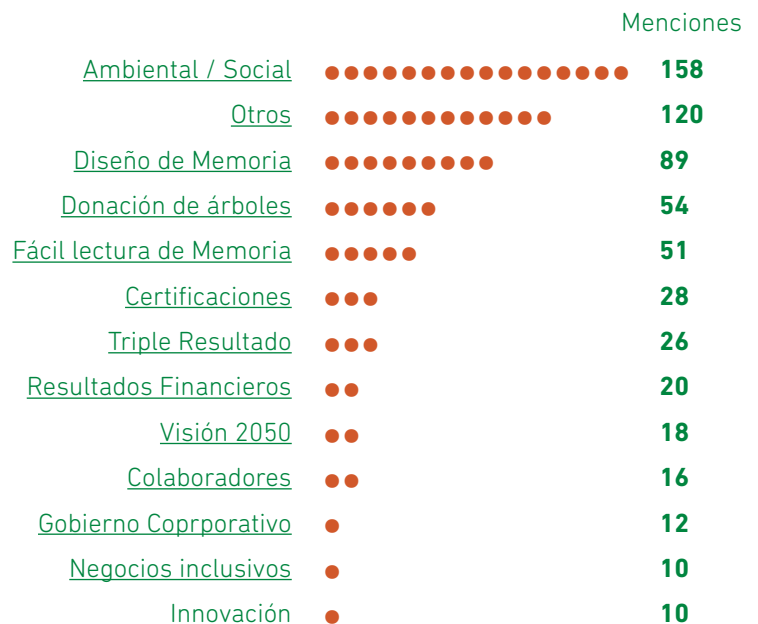 Menciones
Ambiental / Social 158
Otros 120
Diseño de Memoria 89
Donación de árboles 54
Fácil lectura de Memoria 51
Certificaciones 28
Triple Resultado 26
Resultados Financieros 20
Visión 2050 18
Colaboradores 16
Gobierno Coprporativo 12
Negocios inclusivos 10
Innovación 10